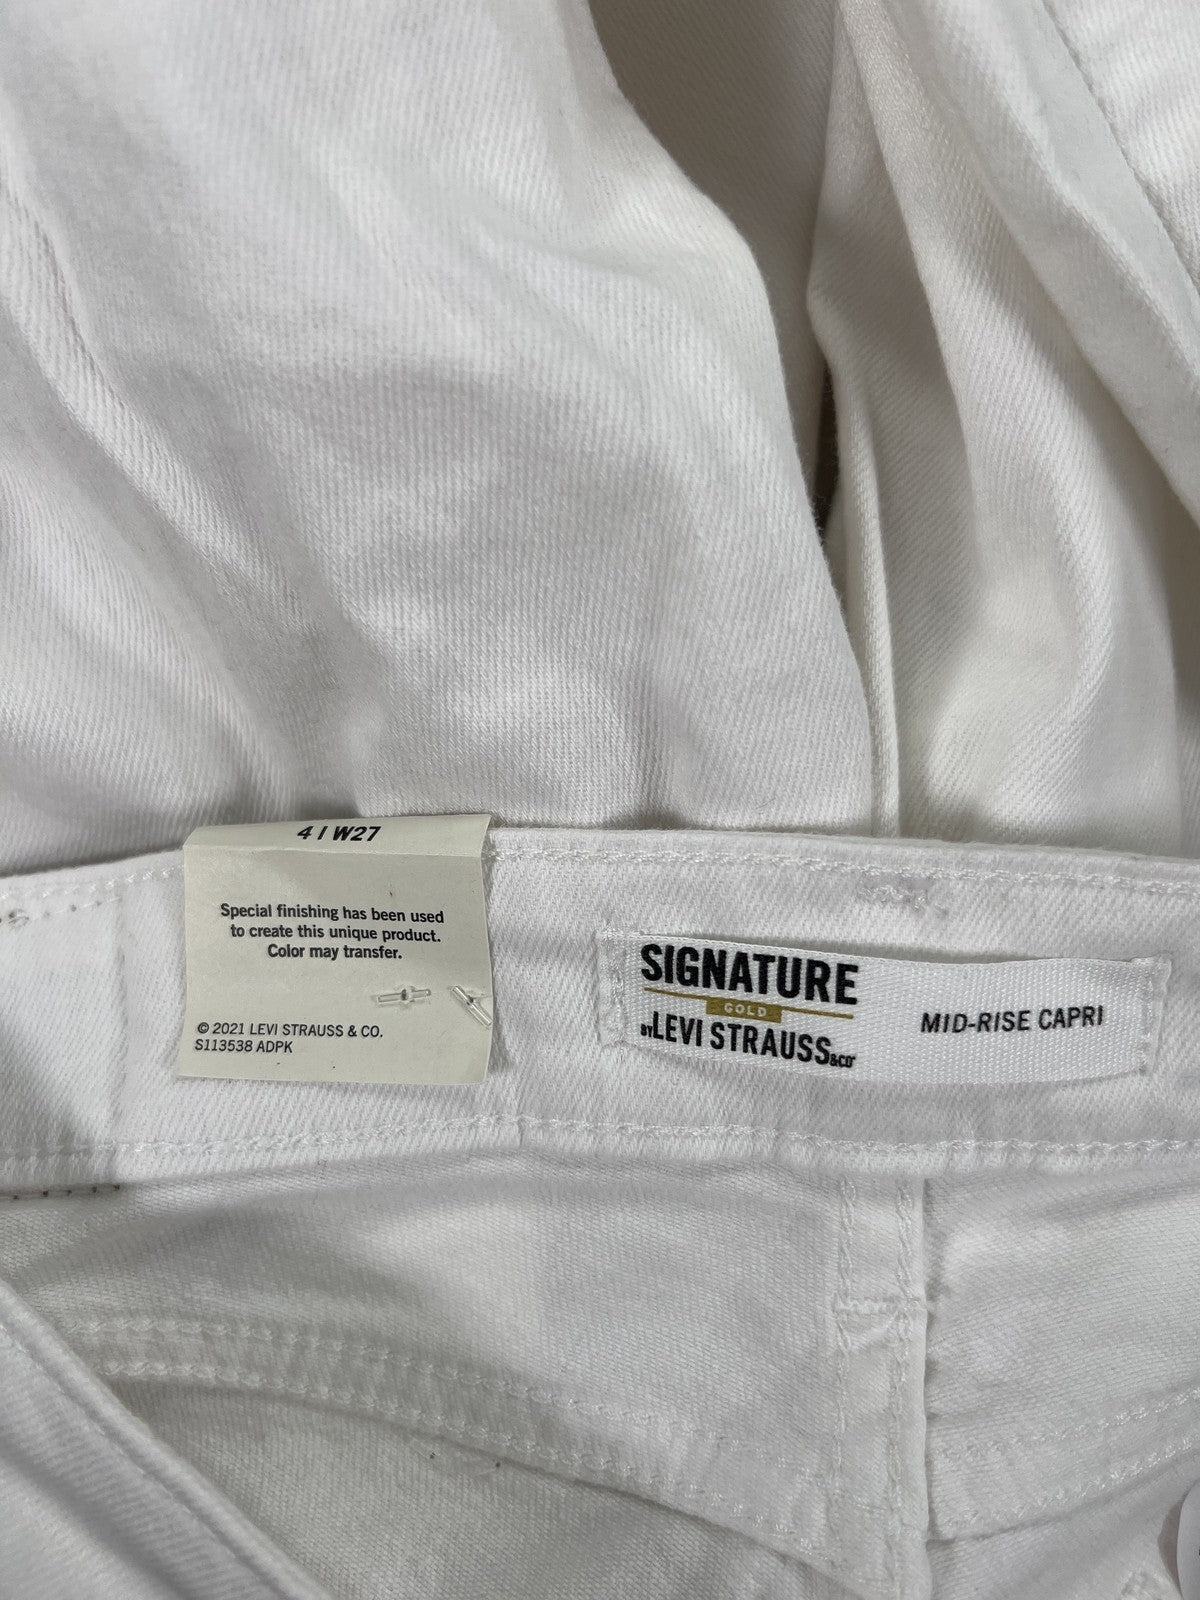 4 | W27
Special finishing has been used
to create this unique product.
Color may transfer.
© 2021 LEVI STRAUSS & CO.
S113538 ADPK
SIGNATURE
GOLD
BY LEVI STRAUSS & CO
MID-RISE CAPRI